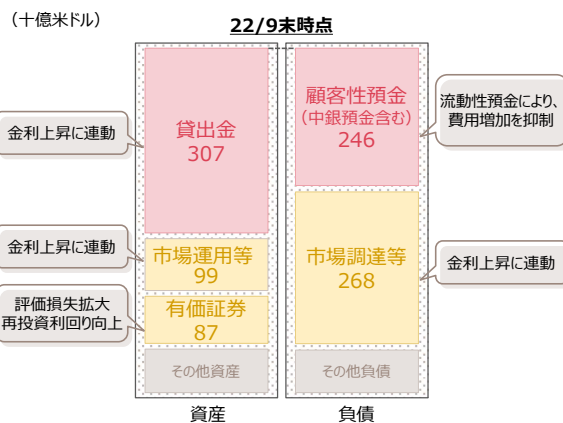 （十億米ドル）
22/9末時点
金利上昇に連動
貸出金
307
顧客性預金
（中銀預金含む）
246
流動性預金により、
費用増加を抑制
金利上昇に連動
市場運用等
99
市場調達等
268
金利上昇に連動
評価損失拡大
再投資利回り向上
有価証券
87
その他資産
その他負債
資産
負債